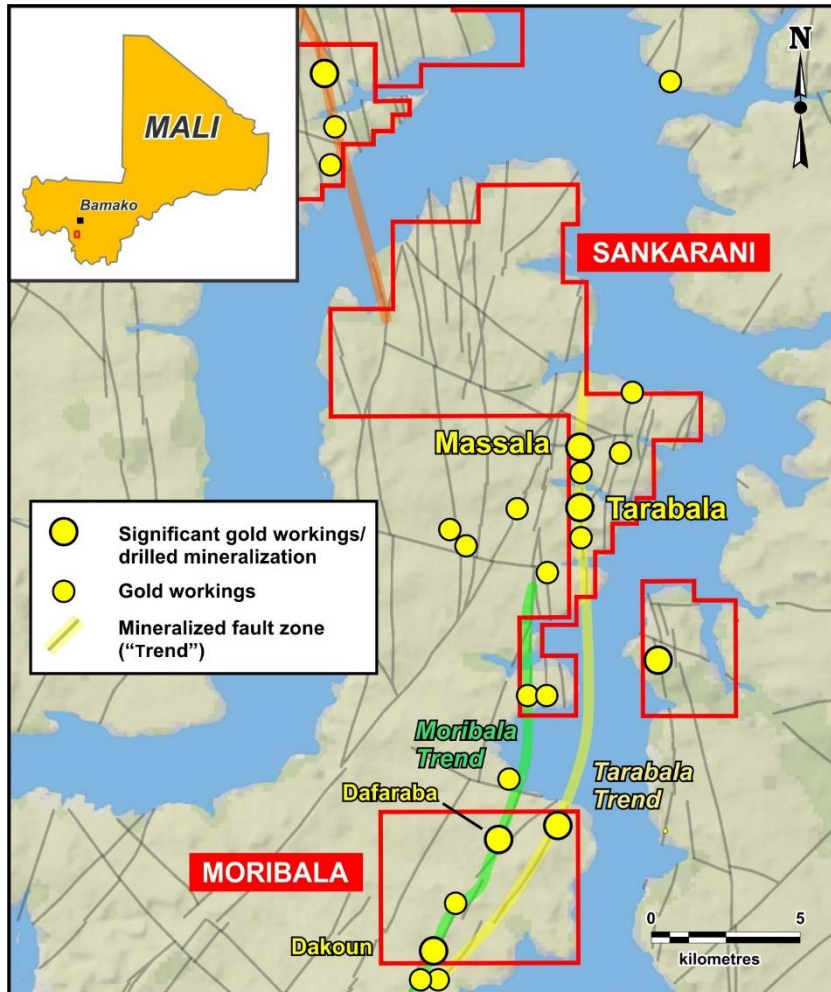 MALI
Bamako
N
SANKARANI
Massala
Tarabala
Significant gold workings/
drilled mineralization
Gold workings
Mineralized fault zone
("Trend")
Moribala
Trend
Tarabala
Trend
Dafaraba
MORIBALA
Dakoun
0 5
kilometres